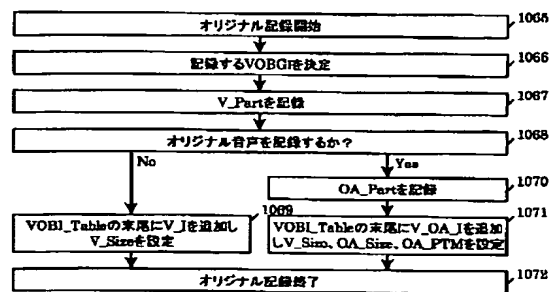 オリジナル記録開始
1065
記録するVOBGIを決定
1066
V_Partを記録
1067
オリジナル音声を記録するか?
1068
No
Yes
OA_Partを記録
1070
VOBI_Tableの末尾にV_Iを追加し
V_Sizeを設定
1069
VOBI_Tableの末尾にV_OA_Iを追加
しV_Size、OA_Size、OA_PTMを設定
1071
オリジナル記録終了
1072